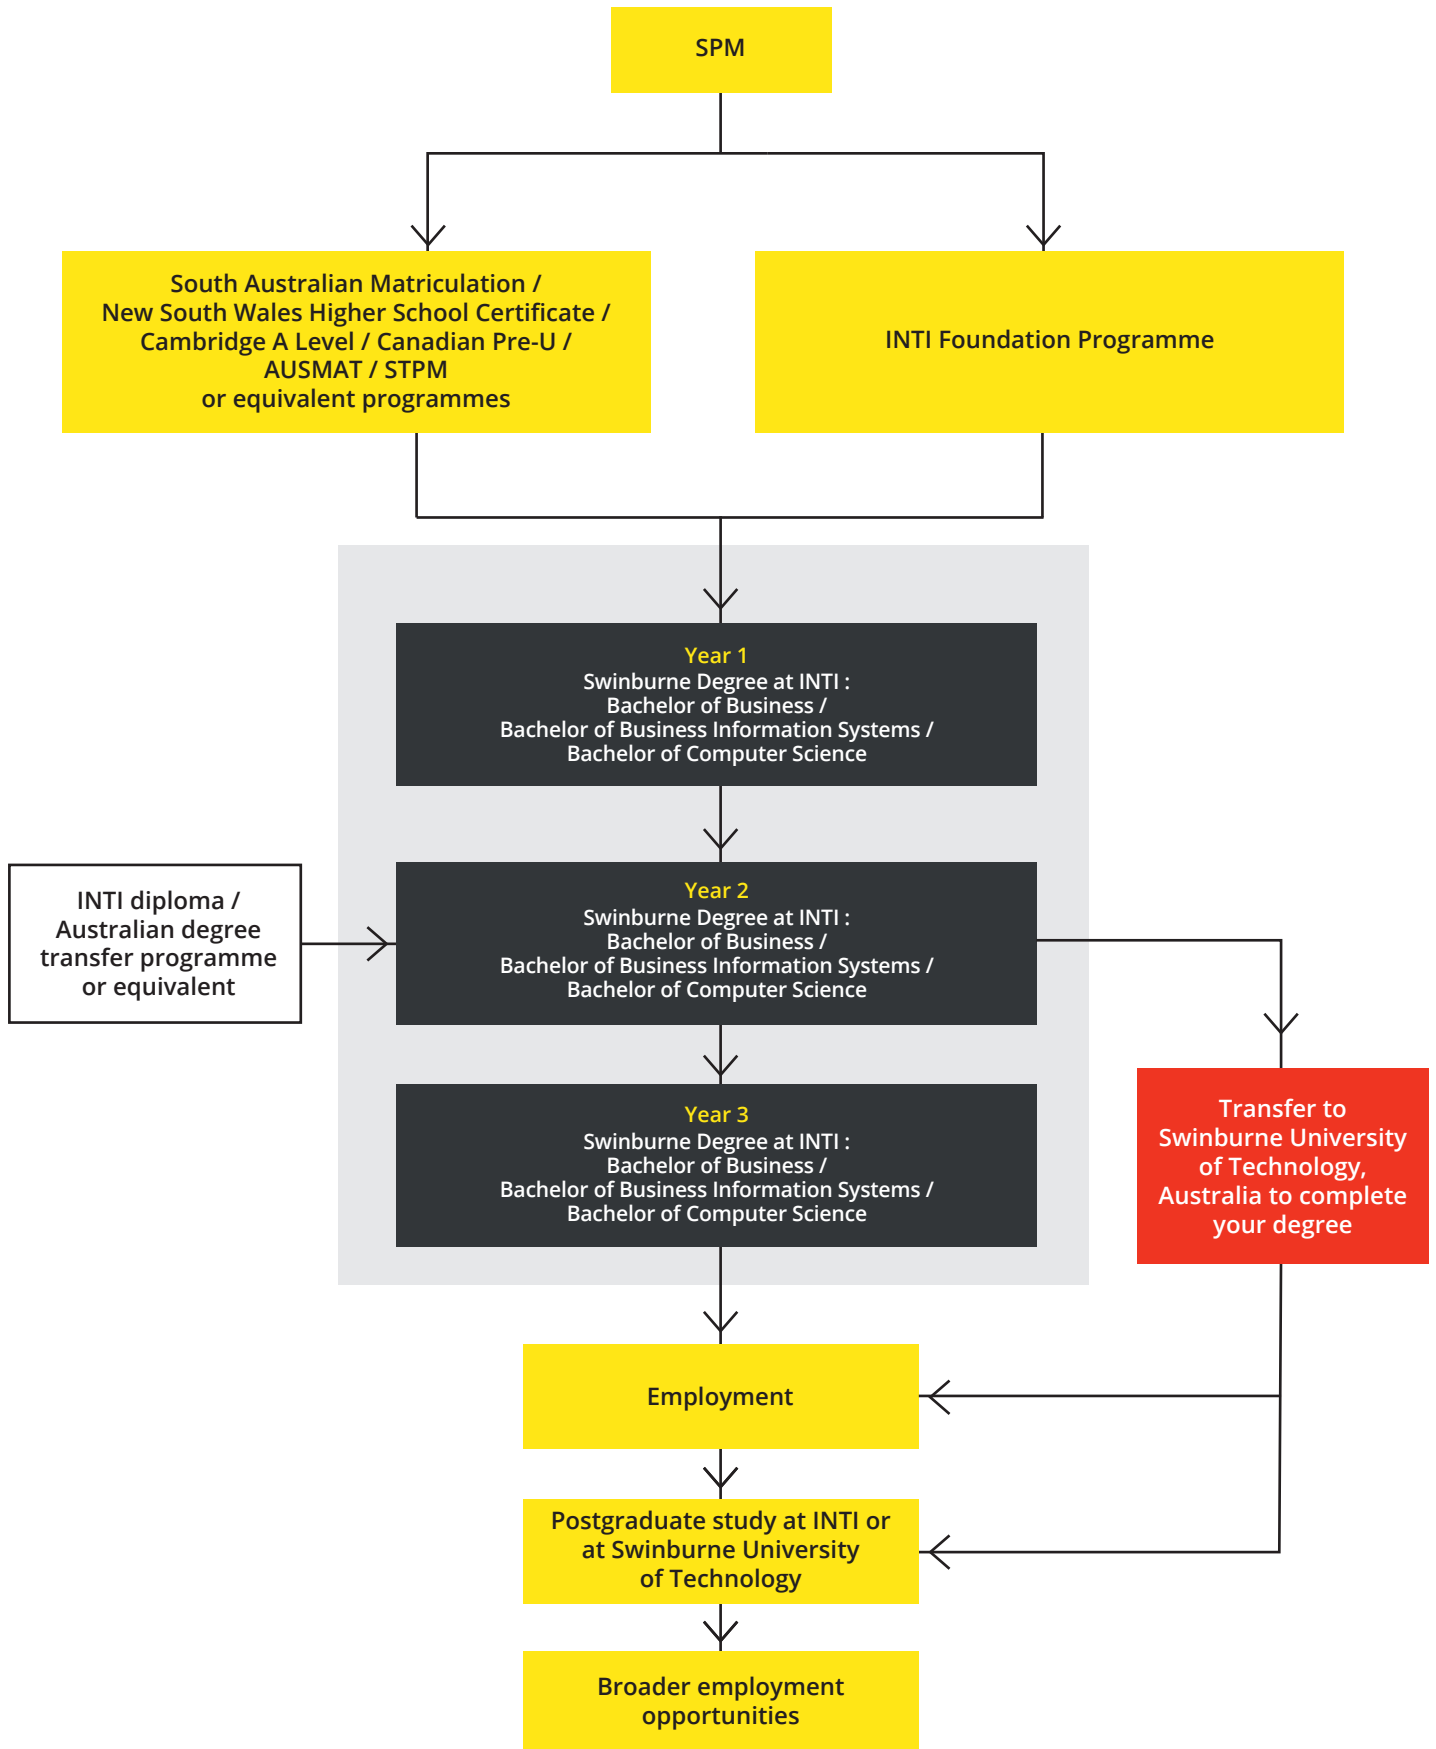 SPM
South Australian Matriculation /
New South Wales Higher School Certificate /
Cambridge A Level / Canadian Pre-U /
AUSMAT / STPM
or equivalent programmes
INTI Foundation Programme
Year 1
Swinburne Degree at INTI :
Bachelor of Business /
Bachelor of Business Information Systems /
Bachelor of Computer Science
INTI diploma /
Australian degree
transfer programme
or equivalent
Year 2
Swinburne Degree at INTI :
Bachelor of Business /
Bachelor of Business Information Systems /
Bachelor of Computer Science
Year 3
Swinburne Degree at INTI :
Bachelor of Business /
Bachelor of Business Information Systems /
Bachelor of Computer Science
Transfer to
Swinburne University
of Technology,
Australia to complete
your degree
Employment
Postgraduate study at INTI or
at Swinburne University
of Technology
Broader employment
opportunities